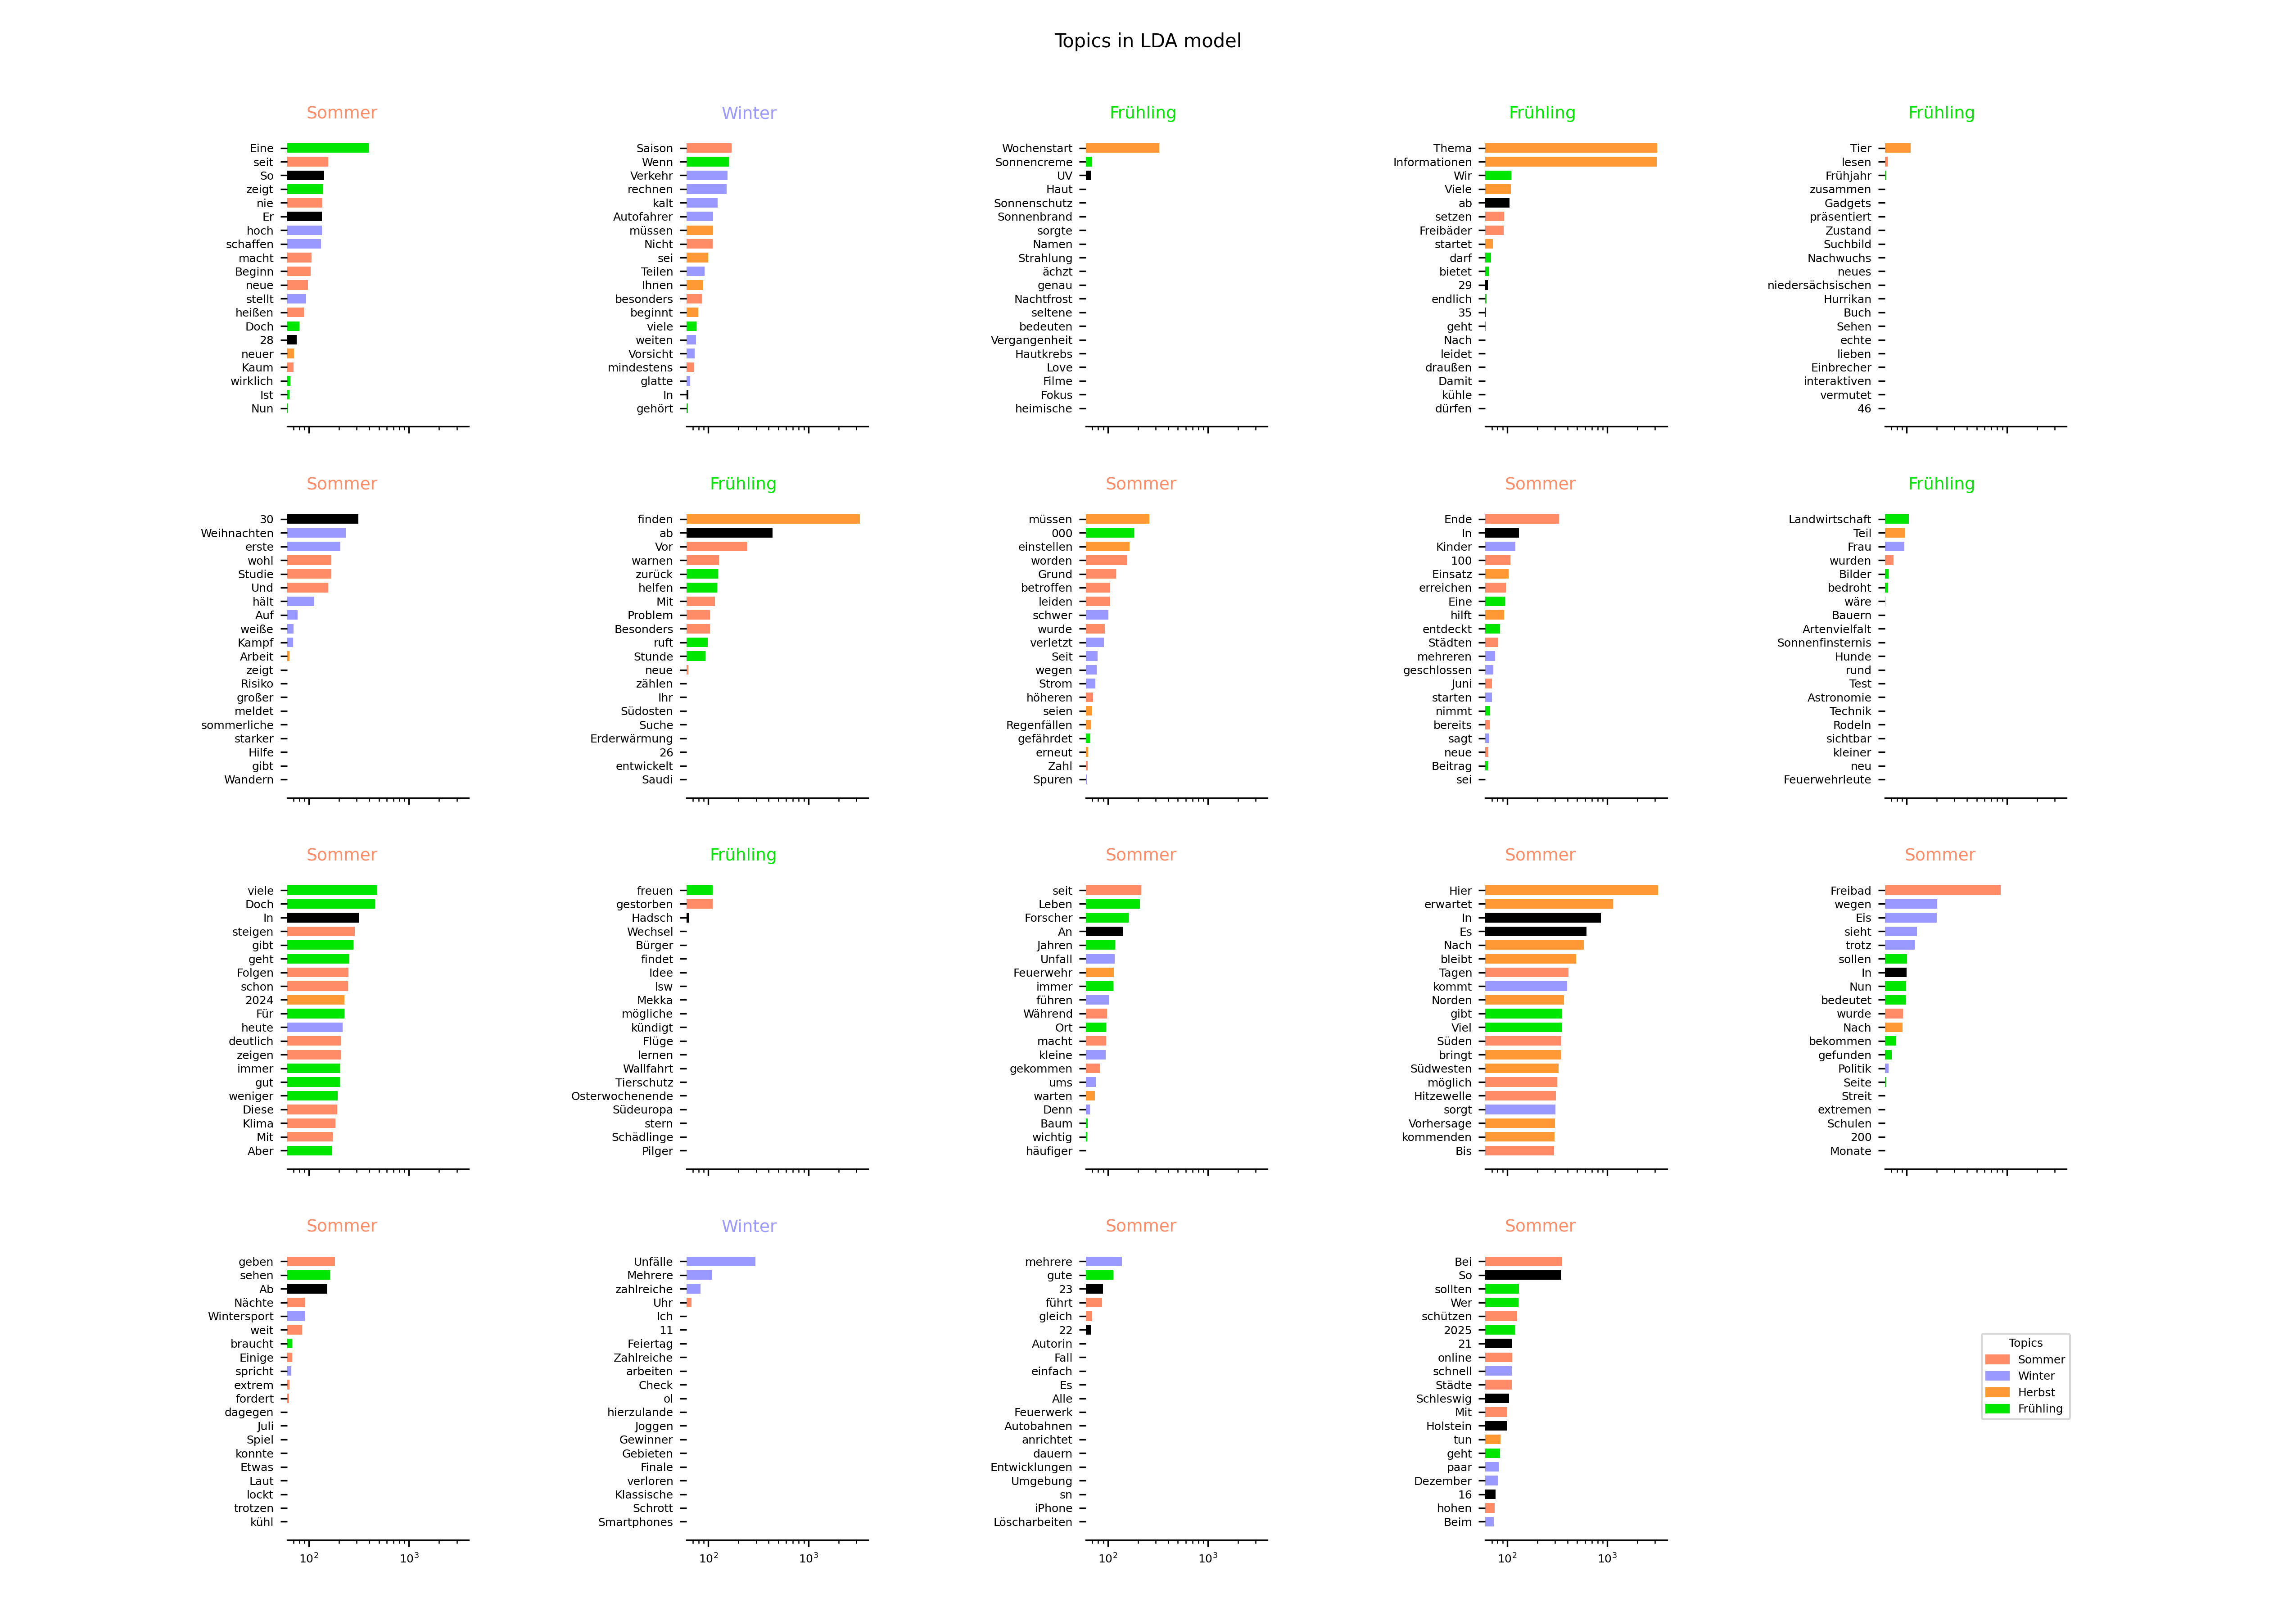 Topics in LDA model
Sommer
Eine
seit
So
zeigt
nie
Er
hoch
schaffen
macht
Beginn
neue
stellt
heißen
Doch
28
neuer
Kaum
wirklich
Ist
Nun
Winter
Saison
Wenn
Verkehr
rechnen
kalt
Autofahrer
müssen
Nicht
sei
Teilen
Ihnen
besonders
beginnt
viele
weiten
Vorsicht
mindestens
glatte
In
gehört
Frühling
Wochenstart
Sonnencreme
UV
Haut
Sonnenschutz
Sonnenbrand
sorgte
Namen
Strahlung
ächzt
genau
Nachtfrost
seltene
bedeuten
Vergangenheit
Hautkrebs
Love
Filme
Fokus
heimische
Frühling
Thema
Informationen
Wir
Viele
ab
setzen
Freibäder
startet
darf
bietet
29
endlich
35
geht
Nach
leidet
draußen
Damit
kühle
dürfen
Frühling
Tier
lesen
Frühjahr
zusammen
Gadgets
präsentiert
Zustand
Suchbild
Nachwuchs
neues
niedersächsischen
Hurrikan
Buch
Sehen
echte
lieben
Einbrecher
interaktiven
vermutet
46
Sommer
30
Weihnachten
erste
wohl
Studie
Und
hält
Auf
weiße
Kampf
Arbeit
zeigt
Risiko
großer
meldet
sommerliche
starker
Hilfe
gibt
Wandern
Frühling
finden
ab
Vor
warnen
zurück
helfen
Mit
Problem
Besonders
ruft
Stunde
neue
zählen
Ihr
Südosten
Suche
Erderwärmung
26
entwickelt
Saudi
Sommer
müssen
000
einstellen
worden
Grund
betroffen
leiden
schwer
wurde
verletzt
Seit
wegen
Strom
höheren
seien
Regenfällen
gefährdet
erneut
Zahl
Spuren
Sommer
Ende
In
Kinder
100
Einsatz
erreichen
Eine
hilft
entdeckt
Städten
mehreren
geschlossen
Juni
starten
nimmt
bereits
sagt
neue
Beitrag
sei
Frühling
Landwirtschaft
Teil
Frau
wurden
Bilder
bedroht
wäre
Bauern
Artenvielfalt
Sonnenfinsternis
Hunde
rund
Test
Astronomie
Technik
Rodeln
sichtbar
kleiner
neu
Feuerwehrleute
Sommer
viele
Doch
In
steigen
gibt
geht
Folgen
schon
2024
Für
heute
deutlich
zeigen
immer
gut
weniger
Diese
Klima
Mit
Aber
Frühling
freuen
gestorben
Hadsch
Wechsel
Bürger
findet
Idee
lsw
Mekka
mögliche
kündigt
Flüge
lernen
Wallfahrt
Tierschutz
Osterwochenende
Südeuropa
stern
Schädlinge
Pilger
Sommer
seit
Leben
Forscher
An
Jahren
Unfall
Feuerwehr
immer
führen
Während
Ort
macht
kleine
gekommen
ums
warten
Denn
Baum
wichtig
häufiger
Sommer
Hier
erwartet
In
Es
Nach
bleibt
Tagen
kommt
Norden
gibt
Viel
Süden
bringt
Südwesten
möglich
Hitzewelle
sorgt
Vorhersage
kommenden
Bis
Sommer
Freibad
wegen
Eis
sieht
trotz
sollen
In
Nun
bedeutet
wurde
Nach
bekommen
gefunden
Politik
Seite
Streit
extremen
Schulen
200
Monate
Sommer
geben
sehen
Ab
Nächte
Wintersport
weit
braucht
Einige
spricht
extrem
fordert
dagegen
Juli
Spiel
konnte
Etwas
Laut
lockt
trotzen
kühl
10² 10³
Winter
Unfälle
Mehrere
zahlreiche
Uhr
Ich
11
Feiertag
Zahlreiche
arbeiten
Check
ol
hierzulande
Joggen
Gewinner
Gebieten
Finale
verloren
Klassische
Schrott
Smartphones
10² 10³
Sommer
mehrere
gute
23
führt
gleich
22
Autorin
Fall
einfach
Es
Alle
Feuerwerk
Autobahnen
anrichtet
dauern
Entwicklungen
Umgebung
sn
iPhone
Löscharbeiten
10² 10³
Sommer
Bei
So
sollten
Wer
schützen
2025
21
online
schnell
Städte
Schleswig
Mit
Holstein
tun
geht
paar
Dezember
16
hohen
Beim
10² 10³
Topics
Sommer
Winter
Herbst
Frühling